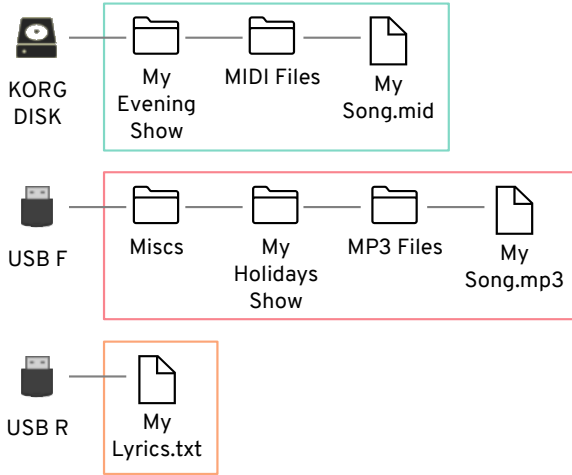 KORG
DISK
My
Evening
Show
MIDI Files
My
Song.mid
USB F
Miscs
My
Holidays
Show
MP3 Files
My
Song.mp3
USB R
My
Lyrics.txt